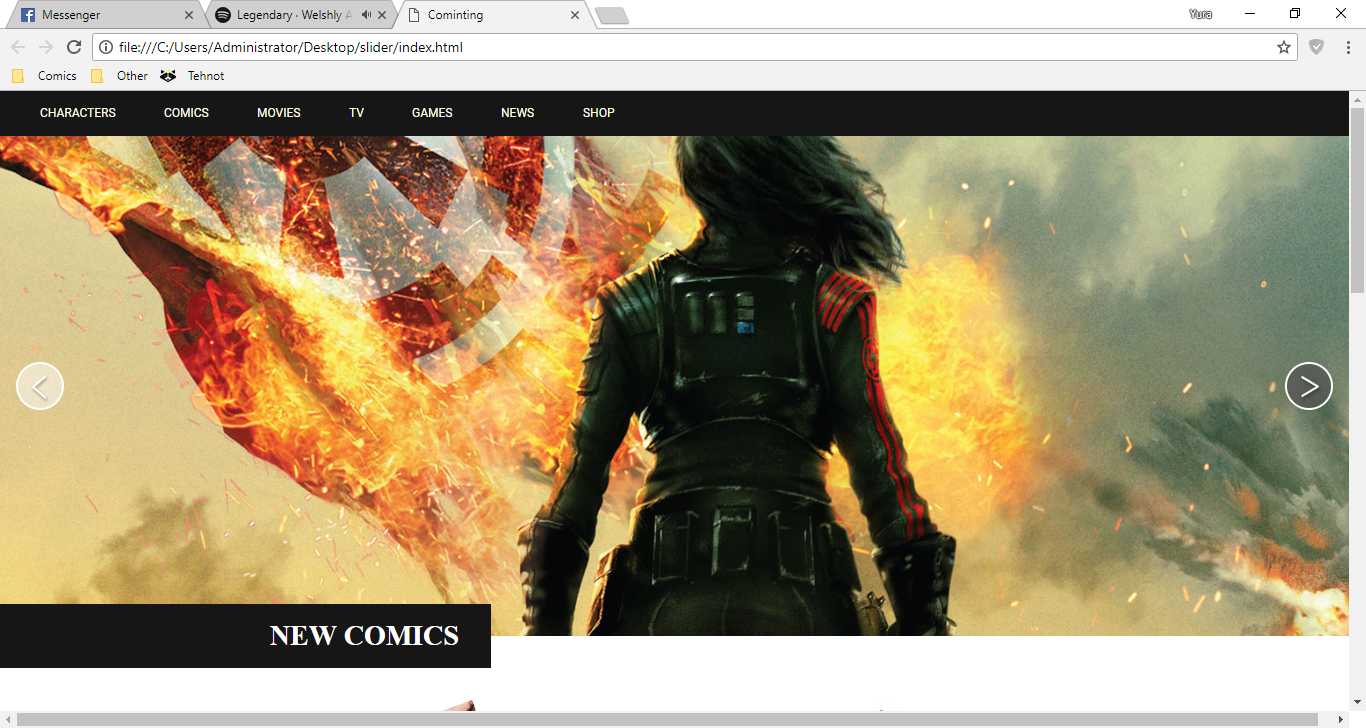 Messenger
Legendary · Welshly A
Cominting
Yura
file:///C:/Users/Administrator/Desktop/slider/index.html
Comics Other Tehnot
CHARACTERS COMICS MOVIES TV GAMES NEWS SHOP
NEW COMICS